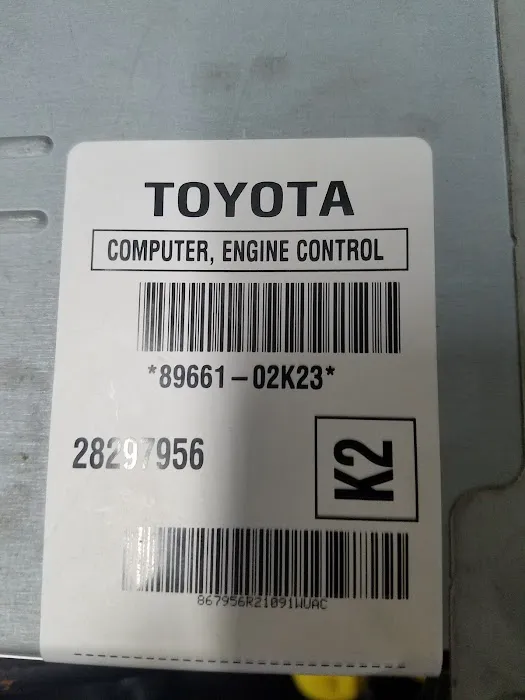 TOYOTA
COMPUTER, ENGINE CONTROL
*89661-02K23*
28297956
K2
867956R21091WUAC